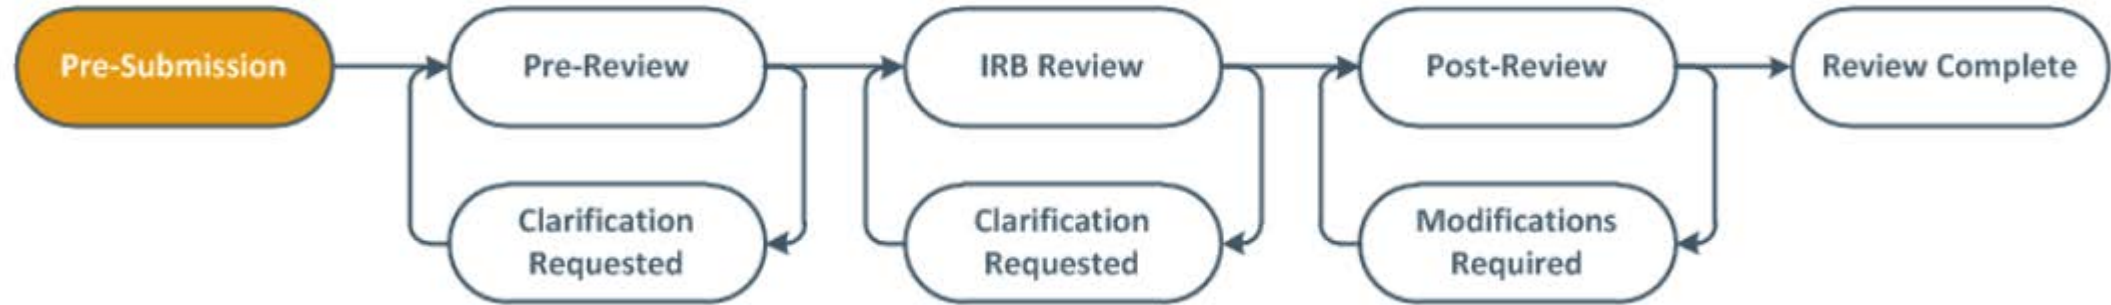 Pre-Submission
Pre-Review
IRB Review
Post-Review
Review Complete
Clarification
Requested
Clarification
Requested
Modifications
Required